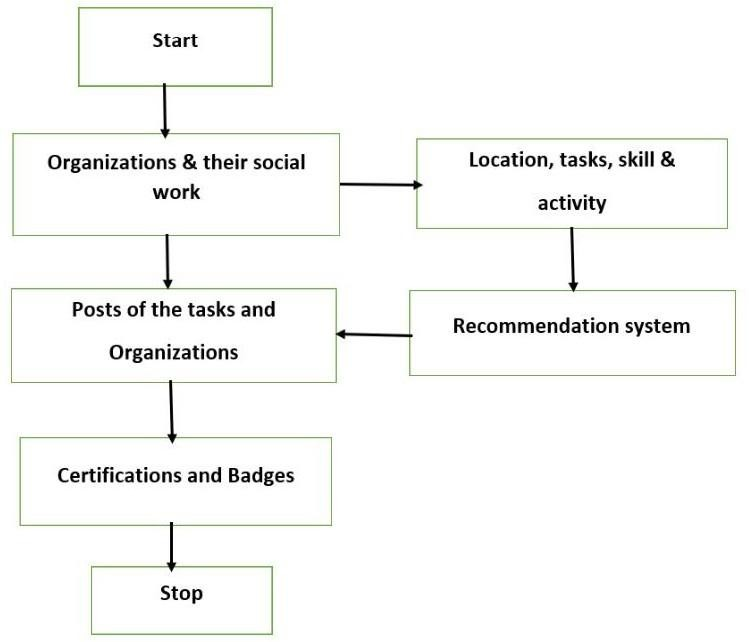 Start
Organizations & their social
work
Location, tasks, skill &
activity
Posts of the tasks and
Organizations
Recommendation system
Certifications and Badges
Stop